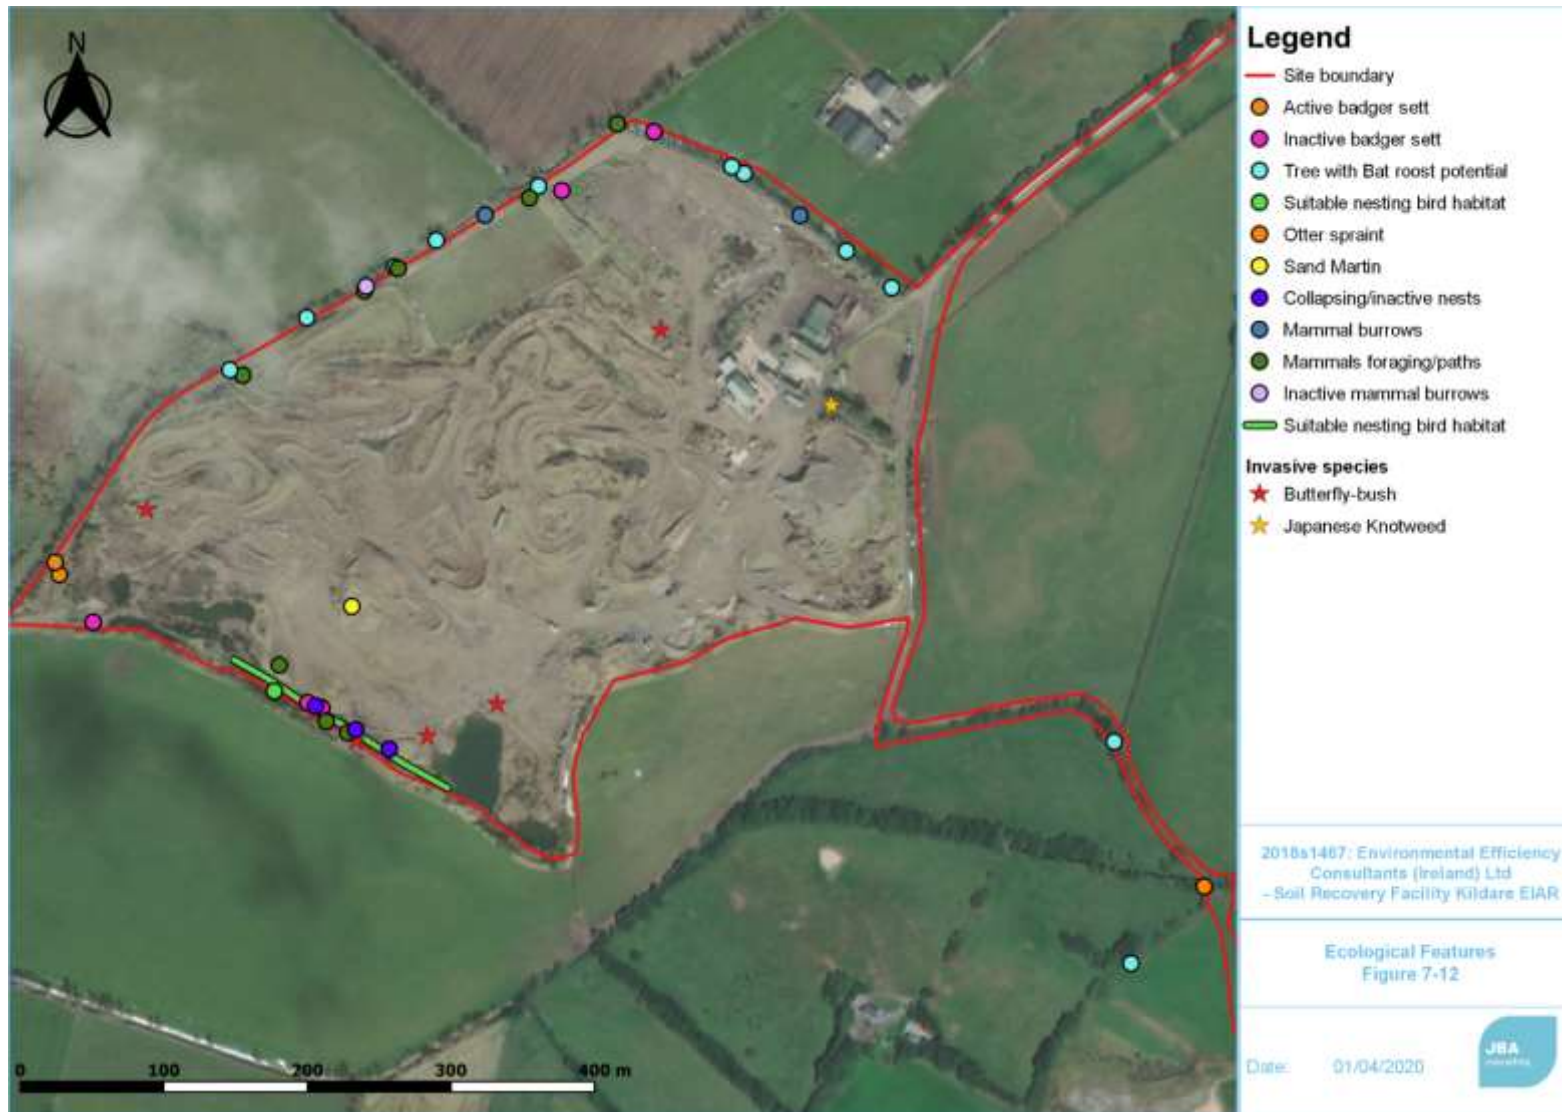 N
0 100 200 300 400 m
Legend
Site boundary
Active badger sett
Inactive badger sett
Tree with Bat roost potential
Suitable nesting bird habitat
Otter spraint
Sand Martin
Collapsing/inactive nests
Mammal burrows
Mammals foraging/paths
Inactive mammal burrows
Suitable nesting bird habitat
Invasive species
Butterfly-bush
Japanese Knotweed
2018s1467: Environmental Efficiency
Consultants (Ireland) Ltd
- Soil Recovery Facility Kildare EIAR
Ecological Features
Figure 7-12
Date: 01/04/2020
JBA